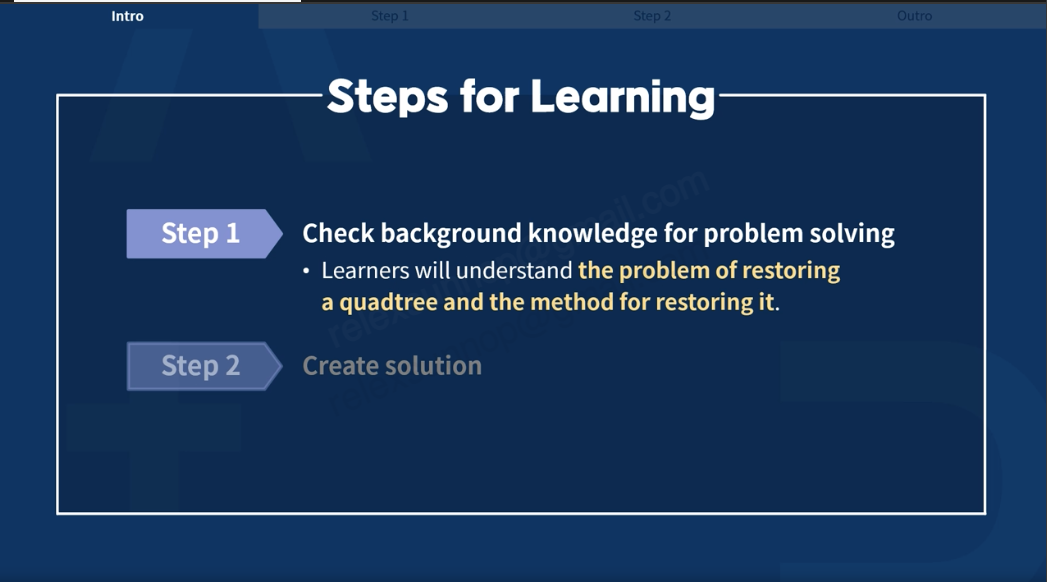 Intro
Step 1
Step 2
Outro
Steps for Learning
Step 1
Check background knowledge for problem solving
• Learners will understand the problem of restoring
a quadtree and the method for restoring it.
Step 2
Create solution